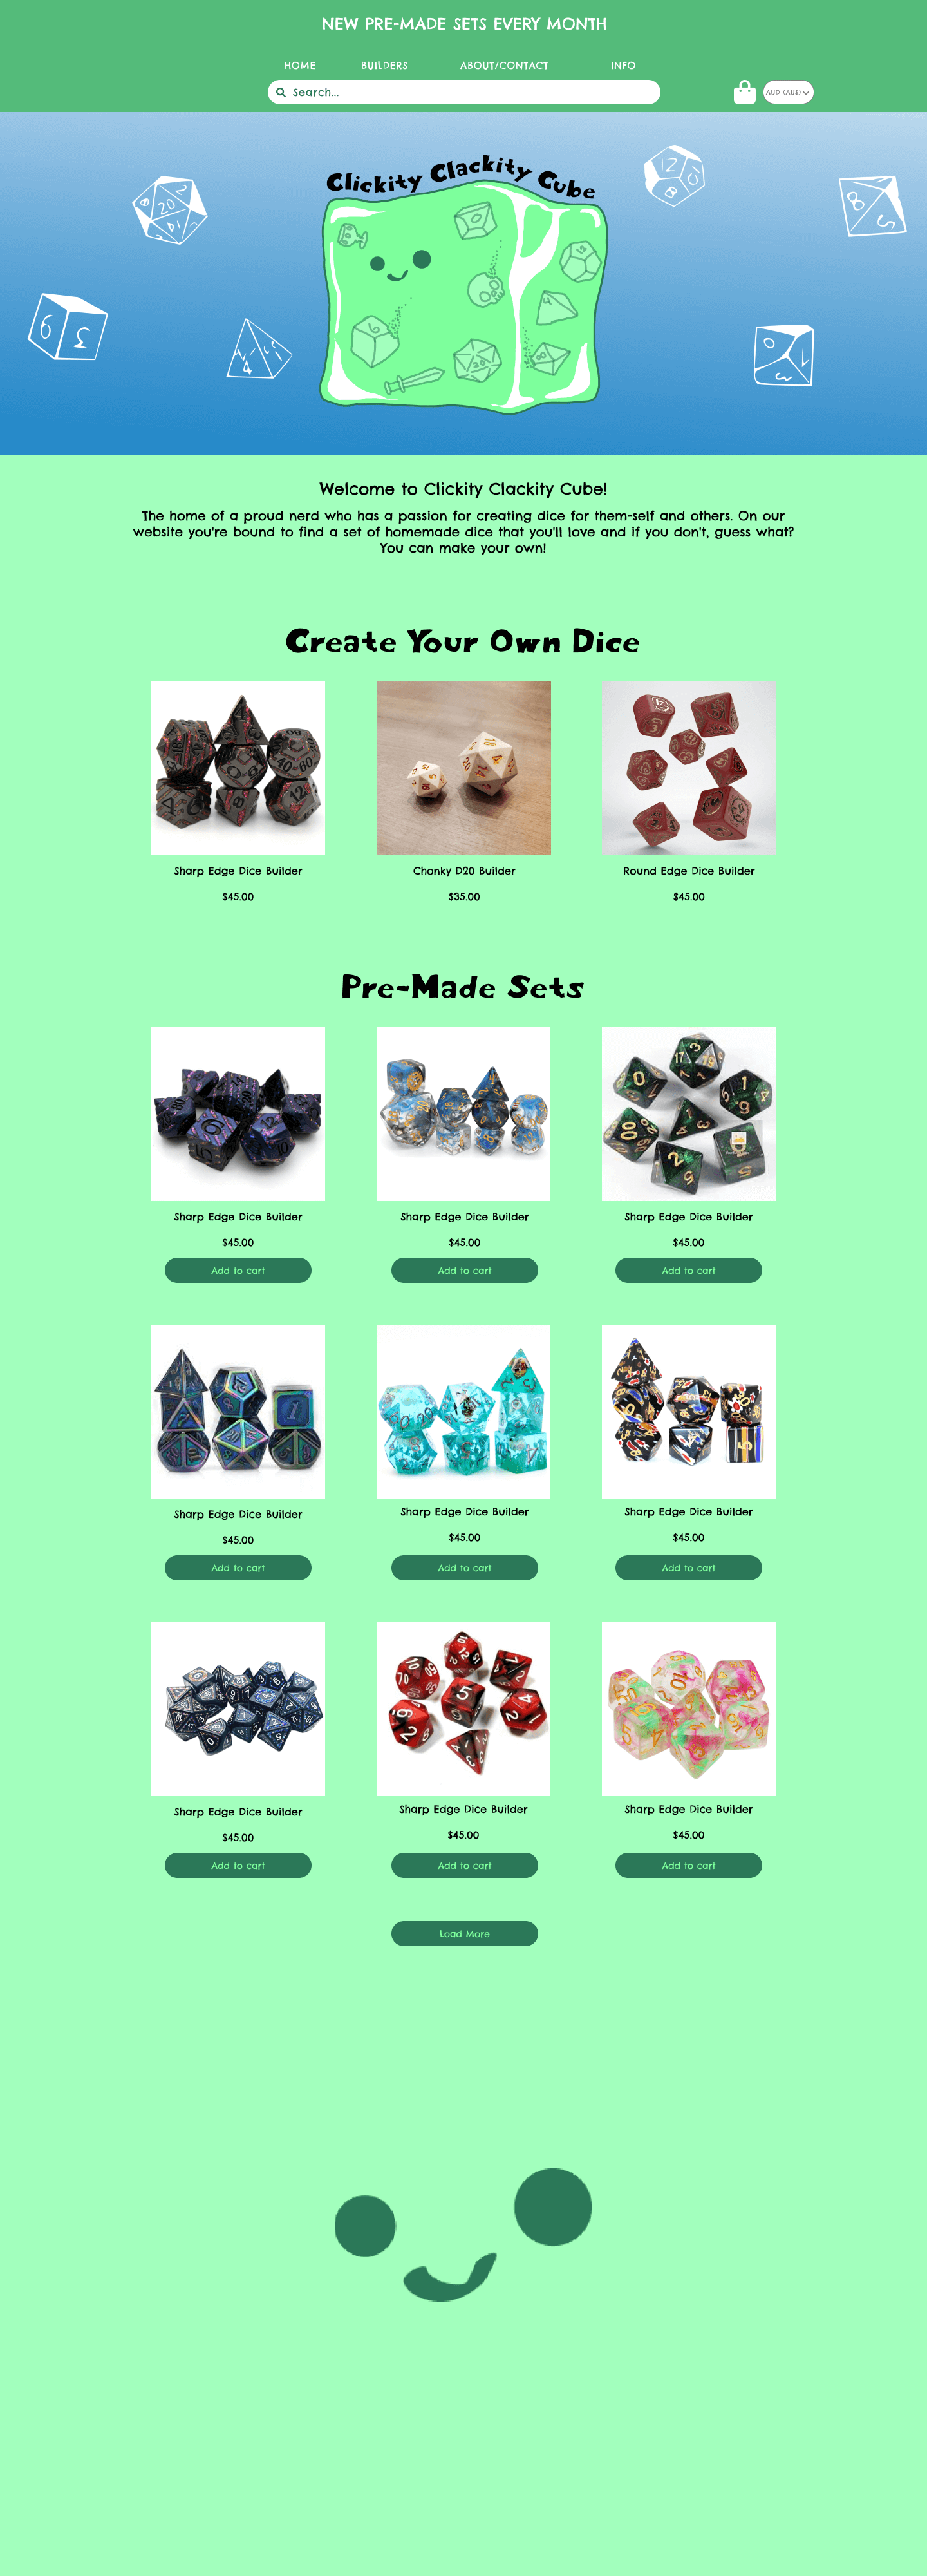 NEW PRE-MADE SETS EVERY MONTH
HOME BUILDERS ABOUT/CONTACT INFO
Search...
AUD (AU$)
Clickity Clackity Cube
Welcome to Clickity Clackity Cube!
The home of a proud nerd who has a passion for creating dice for them-self and others. On our
website you're bound to find a set of homemade dice that you'll love and if you don't, guess what?
You can make your own!
Create Your Own Dice
Sharp Edge Dice Builder Chonky D20 Builder Round Edge Dice Builder
$45.00 $35.00 $45.00
Pre-Made Sets
Sharp Edge Dice Builder Sharp Edge Dice Builder Sharp Edge Dice Builder
$45.00 $45.00 $45.00
Add to cart Add to cart Add to cart
Sharp Edge Dice Builder Sharp Edge Dice Builder Sharp Edge Dice Builder
$45.00 $45.00 $45.00
Add to cart Add to cart Add to cart
Sharp Edge Dice Builder Sharp Edge Dice Builder Sharp Edge Dice Builder
$45.00 $45.00 $45.00
Add to cart Add to cart Add to cart
Load More